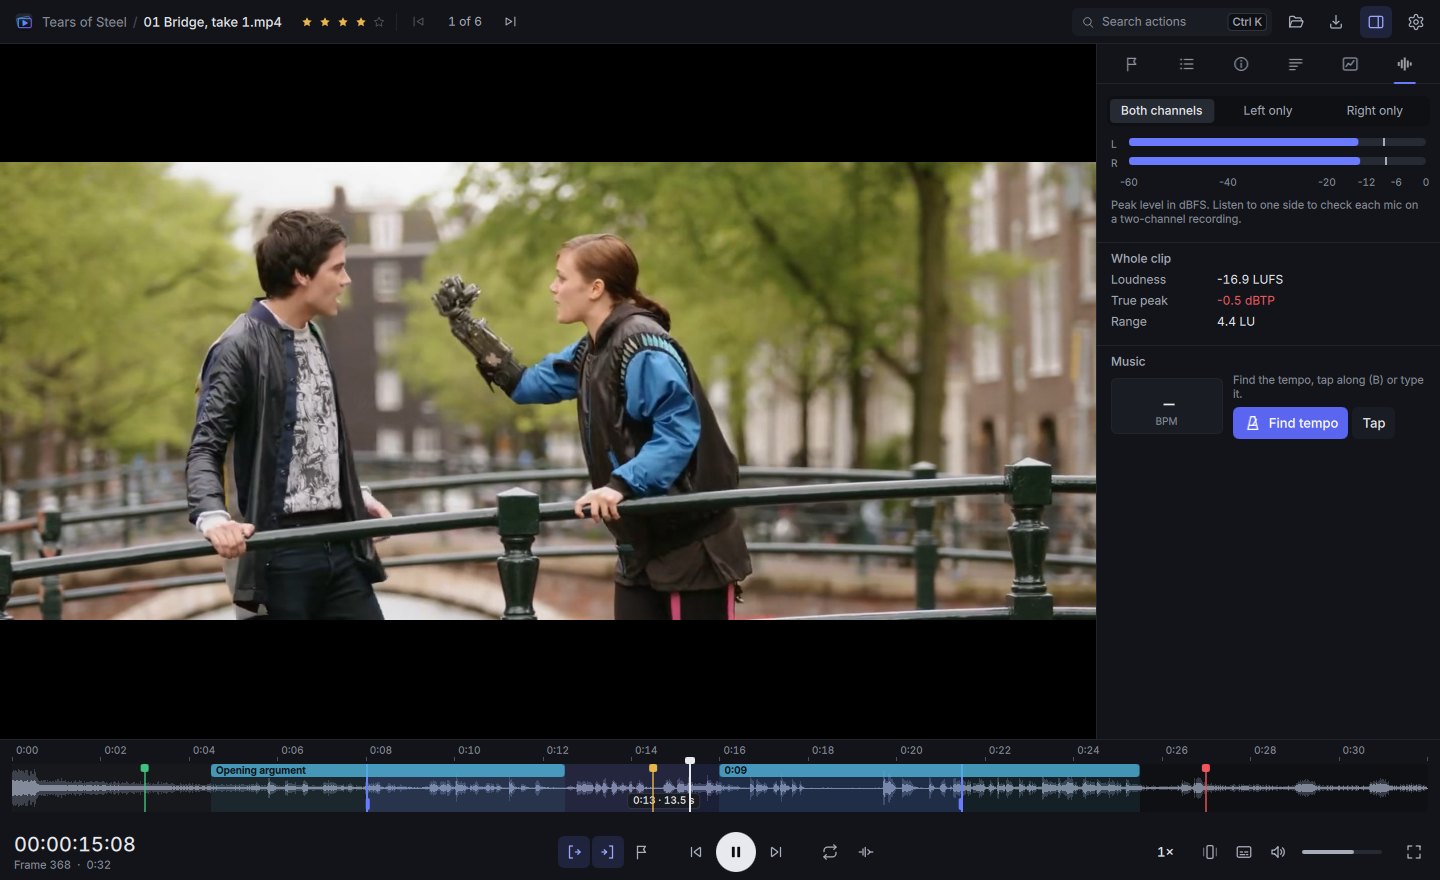 Tears of Steel / 01 Bridge, take 1.mp4
1 of 6
Search actions
Ctrl K
Both channels
Left only
Right only
L
R
-60 -40 -20 -12 -6 0
Peak level in dBFS. Listen to one side to check each mic on
a two-channel recording.
Whole clip
Loudness -16.9 LUFS
True peak -0.5 dBTP
Range 4.4 LU
Music
Find the tempo, tap along (B) or type
it.
–
BPM
Find tempo
Tap
0:00 0:02 0:04 0:06 0:08 0:10 0:12 0:14 0:16 0:18 0:20 0:22 0:24 0:26 0:28 0:30
Opening argument
0:09
0:13 · 13.5 s
00:00:15:08
Frame 368 · 0:32
1×